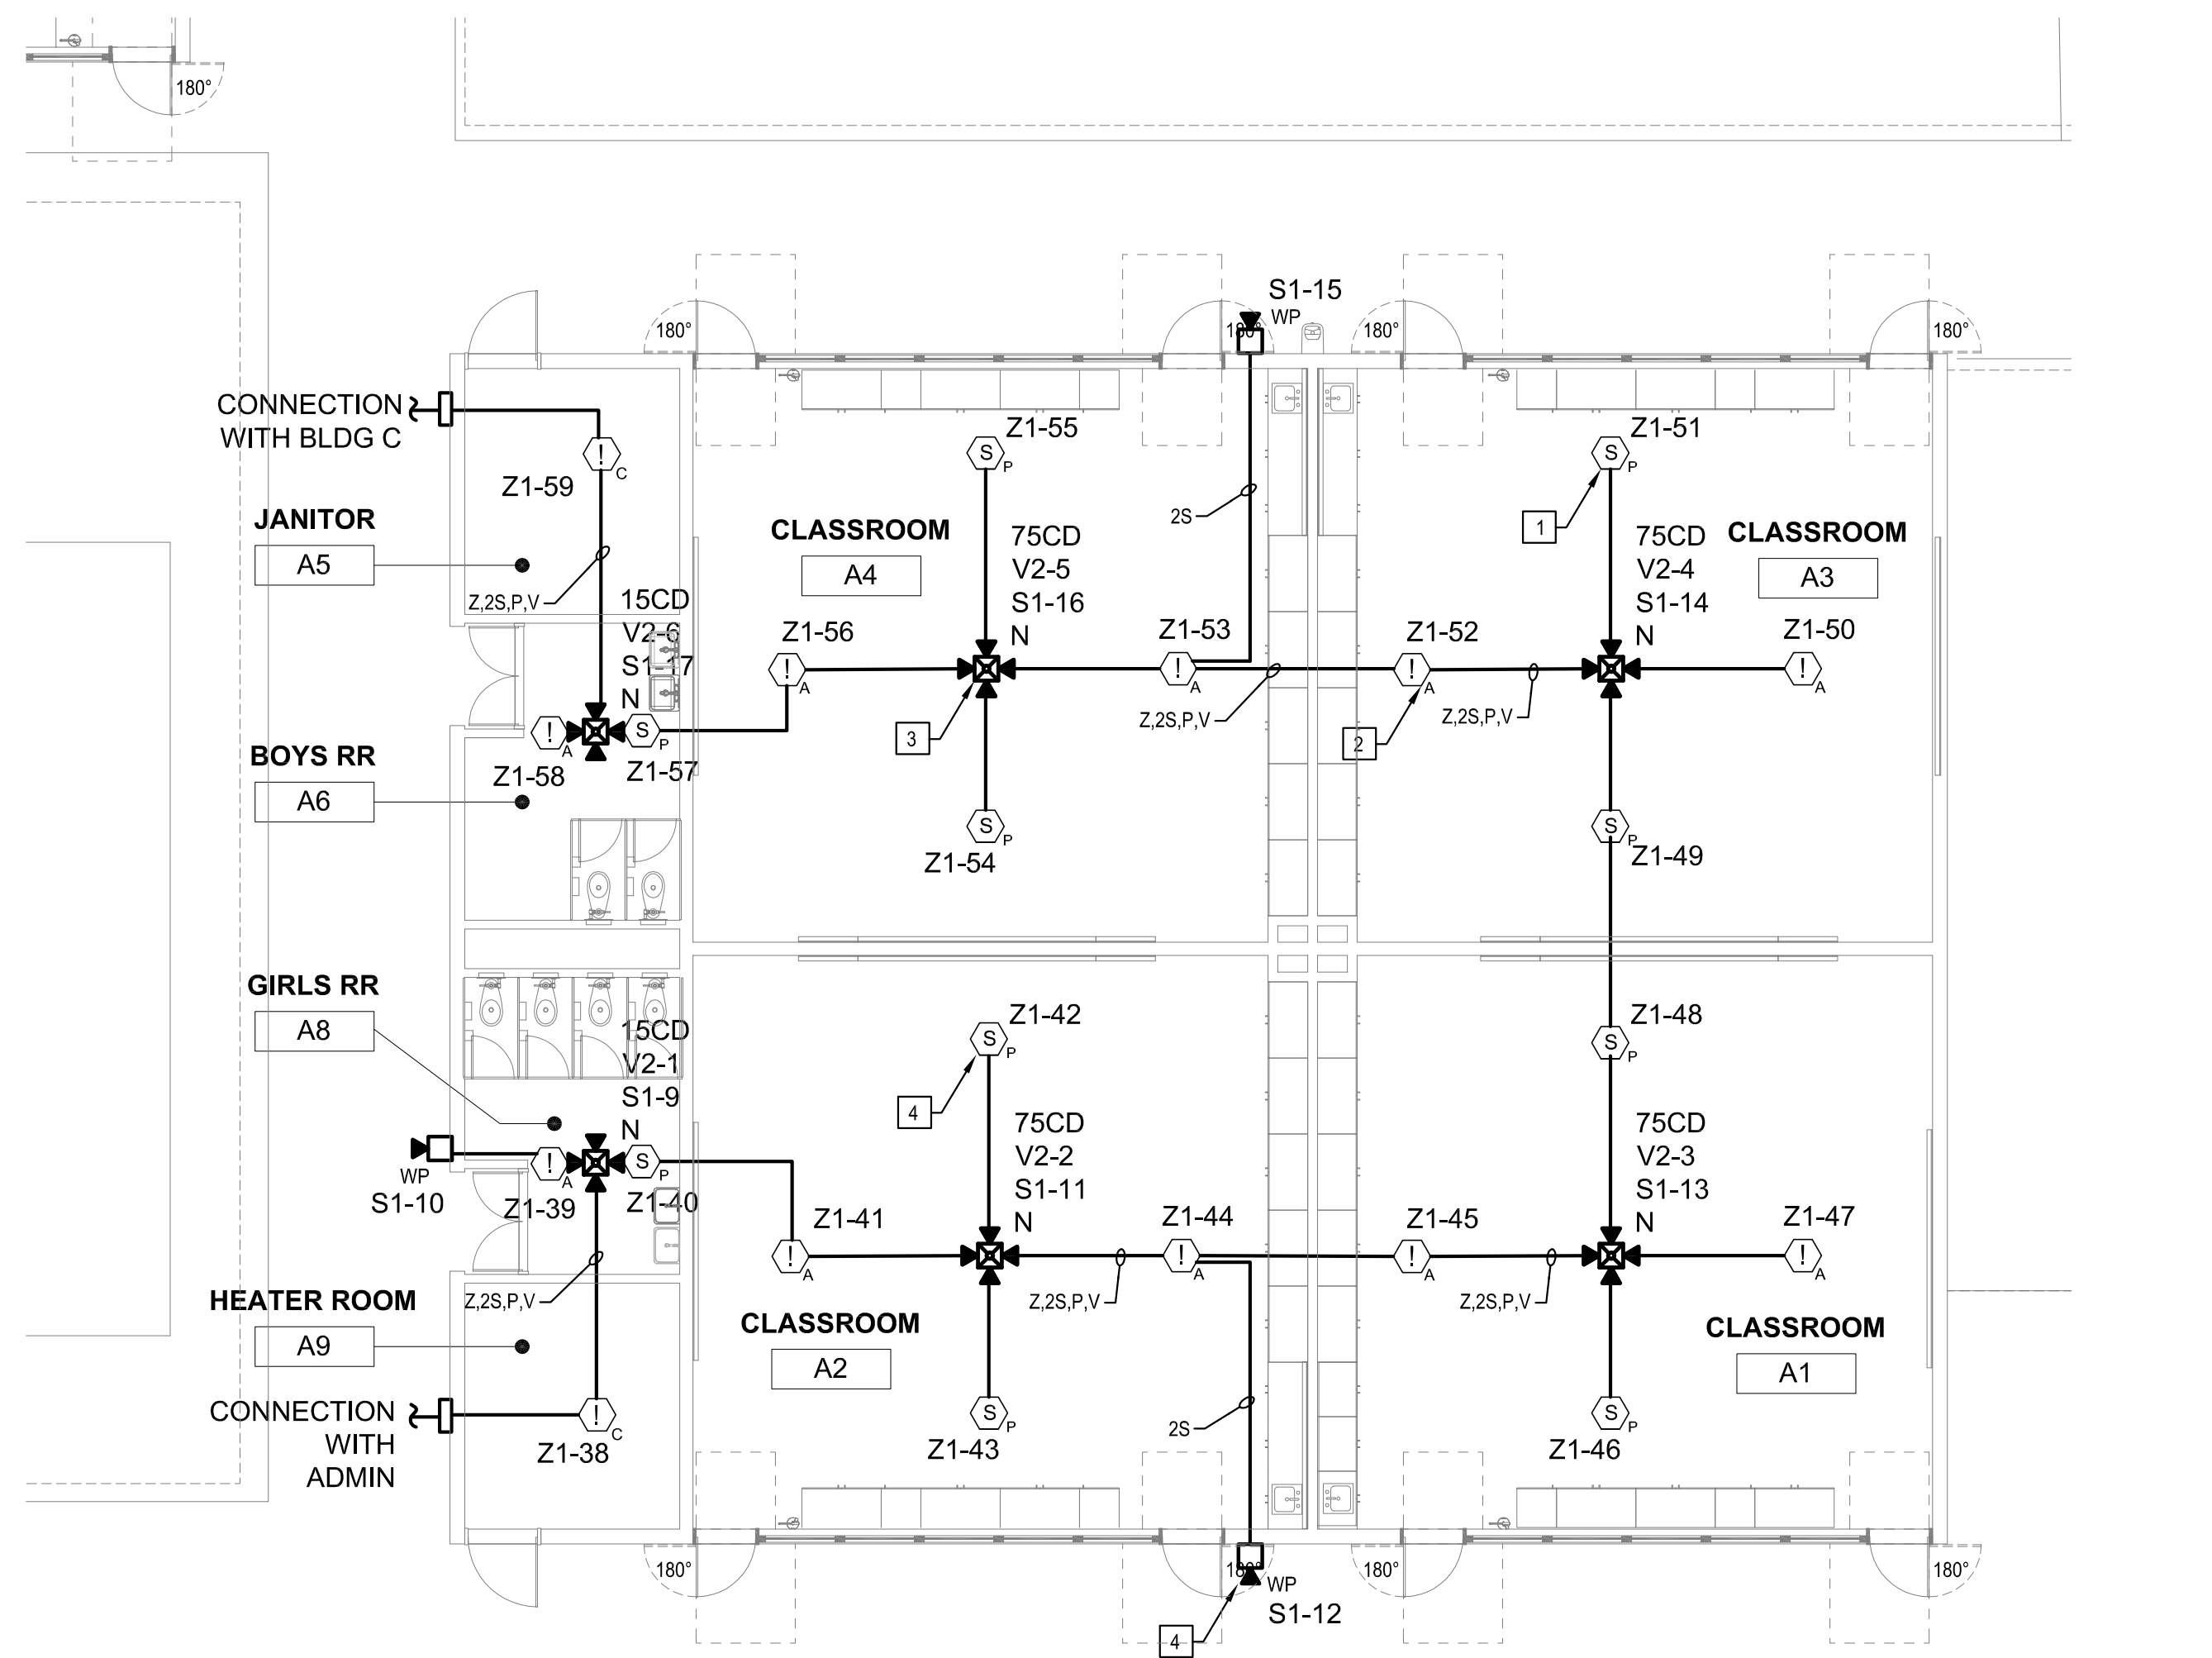 180°
S1-15
WP
180°
180°
180°
180°
CONNECTION
WITH BLDG C
Z1-55
Z1-51
S
P
S
P
!
C
Z1-59
2S
1
JANITOR
A5
CLASSROOM
A4
75CD
V2-5
S1-16
N
75CD
V2-4
S1-14
N
CLASSROOM
A3
Z,2S,P,V
15CD
V2-6
S1-17
N
Z1-56
Z1-53
Z1-52
Z1-50
!
A
!
A
!
A
!
A
Z,2S,P,V
Z,2S,P,V
3
2
!
A
S
P
Z1-58
Z1-57
BOYS RR
A6
S
P
Z1-54
S
P
Z1-49
GIRLS RR
A8
15CD
V2-1
S1-9
N
Z1-42
Z1-48
S
P
S
P
4
75CD
V2-2
S1-11
N
75CD
V2-3
S1-13
N
WP
S1-10
!
A
S
P
Z1-39
Z1-40
Z1-41
Z1-44
Z1-45
Z1-47
!
A
!
A
!
A
!
A
Z,2S,P,V
Z,2S,P,V
Z,2S,P,V
HEATER ROOM
A9
CLASSROOM
A2
CLASSROOM
A1
CONNECTION
WITH
ADMIN
!
C
Z1-38
S
P
Z1-43
2S
S
P
Z1-46
180°
180°
180°
180°
WP
S1-12
4